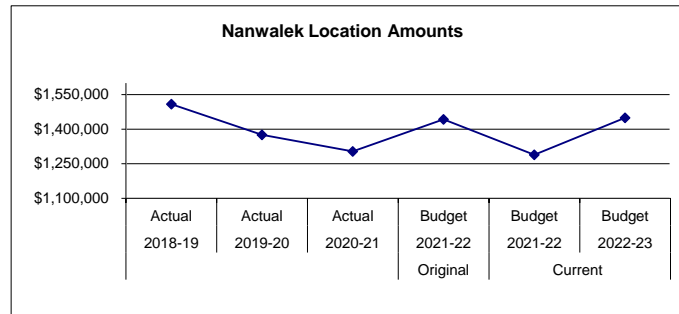 Nanwalek Location Amounts
$1,550,000
$1,400,000
$1,250,000
$1,100,000
Actual Actual Actual Budget Budget Budget
2018-19 2019-20 2020-21 2021-22 2021-22 2022-23
Original Current